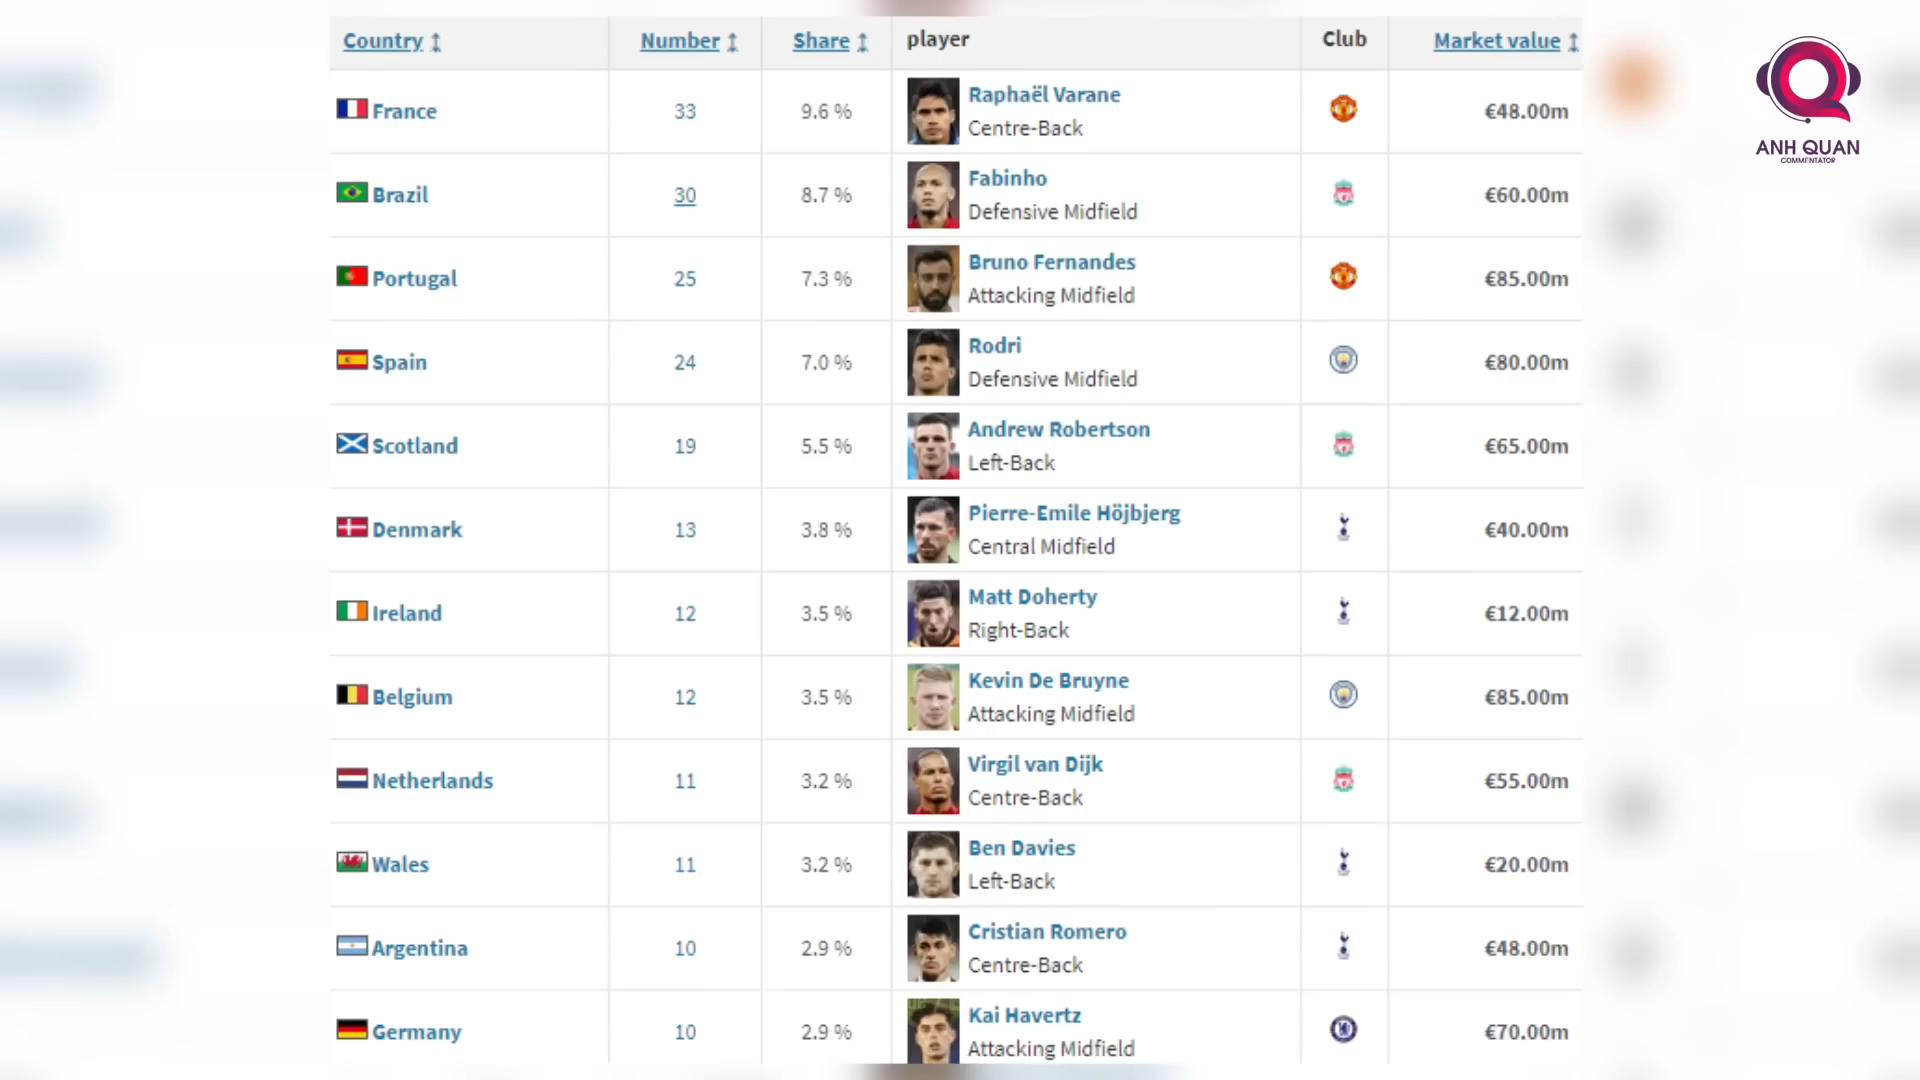 Country Number Share player Club Market value
France 33 9.6 % Raphaël Varane €48.00m
Centre-Back
Brazil 30 8.7 % Fabinho €60.00m
Defensive Midfield
Portugal 25 7.3 % Bruno Fernandes €85.00m
Attacking Midfield
Spain 24 7.0 % Rodri €80.00m
Defensive Midfield
Scotland 19 5.5 % Andrew Robertson €65.00m
Left-Back
Denmark 13 3.8 % Pierre-Emile Höjbjerg €40.00m
Central Midfield
Ireland 12 3.5 % Matt Doherty €12.00m
Right-Back
Belgium 12 3.5 % Kevin De Bruyne €85.00m
Attacking Midfield
Netherlands 11 3.2 % Virgil van Dijk €55.00m
Centre-Back
Wales 11 3.2 % Ben Davies €20.00m
Left-Back
Argentina 10 2.9 % Cristian Romero €48.00m
Centre-Back
Germany 10 2.9 % Kai Havertz €70.00m
Attacking Midfield
ANH QUAN
COMMENTATOR